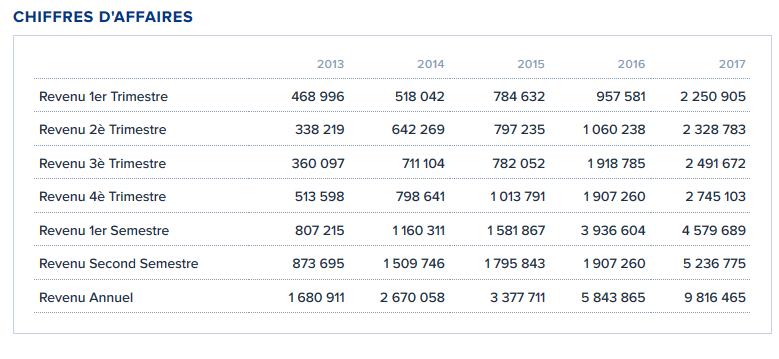 CHIFFRES D'AFFAIRES
2013 2014 2015 2016 2017
Revenu 1er Trimestre 468 996 518 042 784 632 957 581 2 250 905
Revenu 2è Trimestre 338 219 642 269 797 235 1 060 238 2 328 783
Revenu 3è Trimestre 360 097 711 104 782 052 1 918 785 2 491 672
Revenu 4è Trimestre 513 598 798 641 1 013 791 1 907 260 2 745 103
Revenu 1er Semestre 807 215 1 160 311 1 581 867 3 936 604 4 579 689
Revenu Second Semestre 873 695 1 509 746 1 795 843 1 907 260 5 236 775
Revenu Annuel 1 680 911 2 670 058 3 377 711 5 843 865 9 816 465